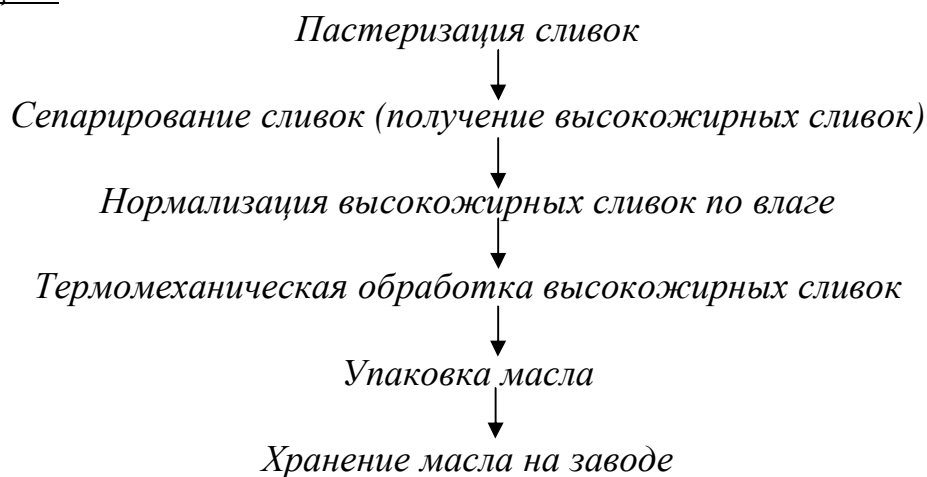 Пастеризация сливок
Сепарирование сливок (получение высокожирных сливок)
Нормализация высокожирных сливок по влаге
Термомеханическая обработка высокожирных сливок
Упаковка масла
Хранение масла на заводе